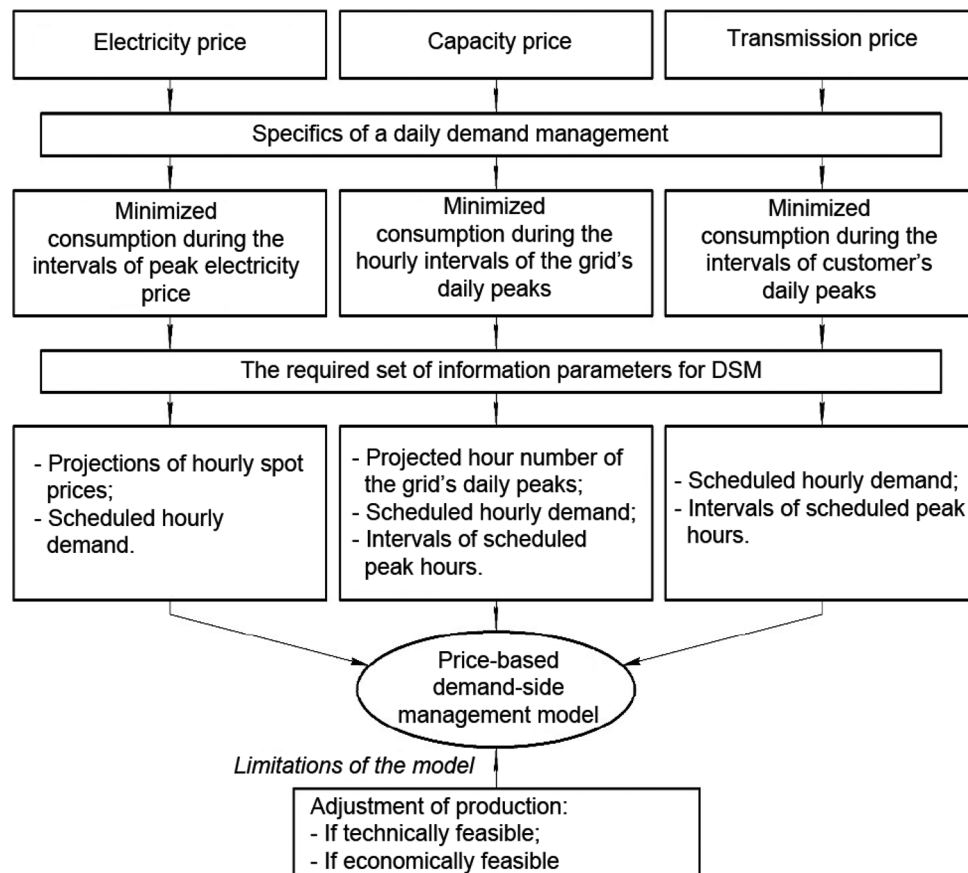 Electricity price
Capacity price
Transmission price
Specifics of a daily demand management
Minimized
consumption during the
intervals of peak electricity
price
Minimized
consumption during the
hourly intervals of the grid's
daily peaks
Minimized
consumption during the
intervals of customer's
daily peaks
The required set of information parameters for DSM
- Projections of hourly spot
prices;
- Scheduled hourly
demand.
- Projected hour number of
the grid's daily peaks;
- Scheduled hourly demand;
- Intervals of scheduled
peak hours.
- Scheduled hourly demand;
- Intervals of scheduled peak
hours.
Price-based
demand-side
management model
Limitations of the model
Adjustment of production:
- If technically feasible;
- If economically feasible